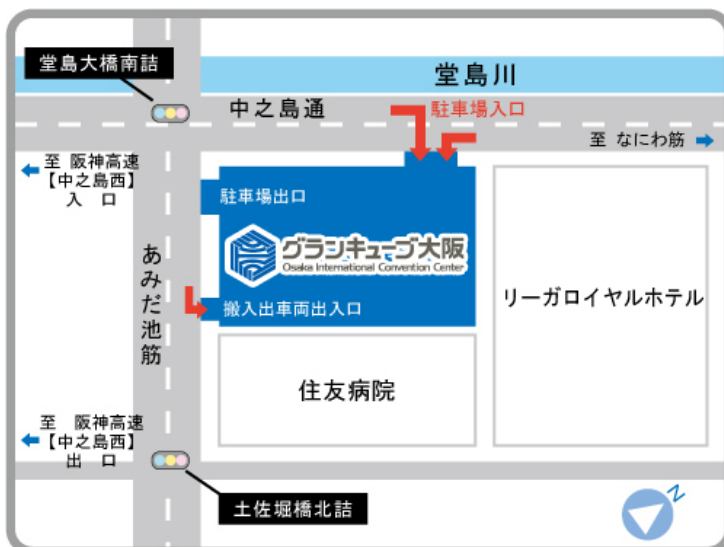 堂島大橋南詰
堂島川
中之島通
駐車場入口
至 なにわ筋
至 阪神高速
【中之島西】
入 口
駐車場出口
グランキューブ大阪
Osaka International Convention Center
あみだ池筋
搬入出車両出入口
リーガロイヤルホテル
住友病院
至 阪神高速
【中之島西】
出 口
土佐堀橋北詰
N